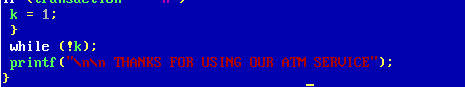 k = 1;
}
while (!k);
printf("\n\n THANKS FOR USING OUR ATM SERVICE");
}